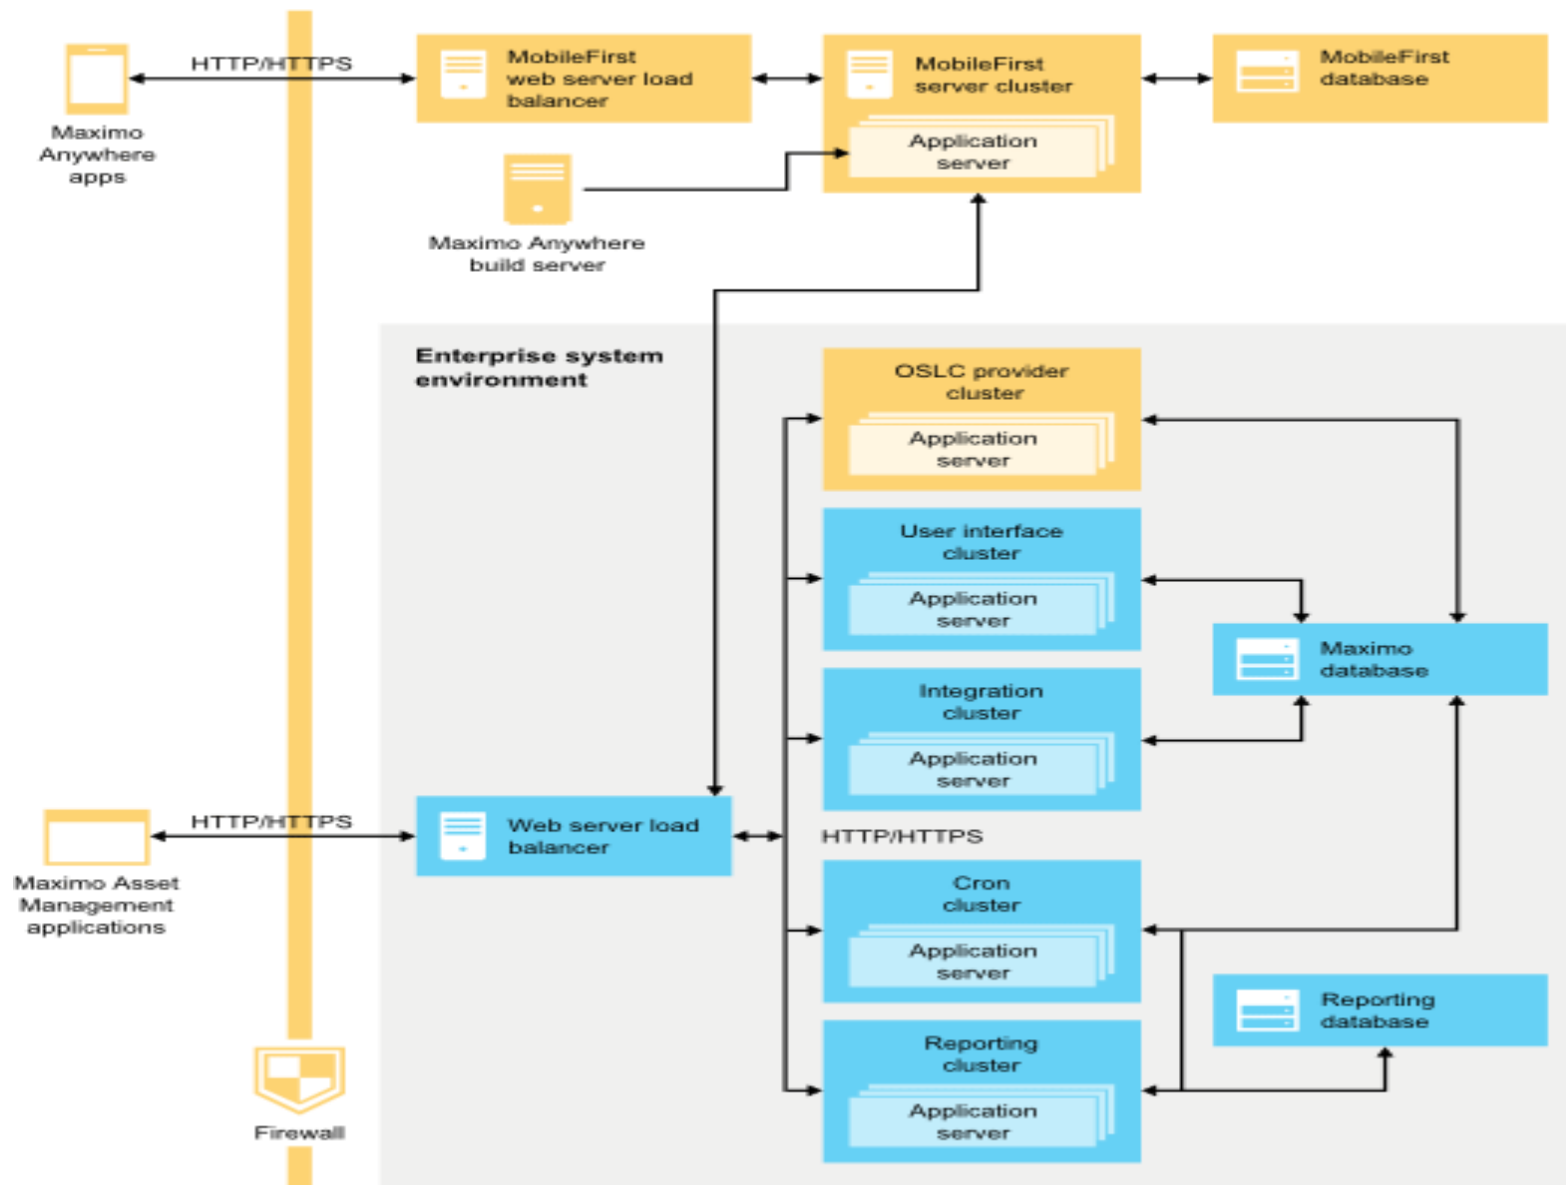 HTTP/HTTPS
Maximo
Anywhere
apps
MobileFirst
web server load
balancer
MobileFirst
server cluster
Application
server
MobileFirst
database
Maximo Anywhere
build server
Enterprise system
environment
OSLC provider
cluster
Application
server
User interface
cluster
Application
server
Maximo
database
Integration
cluster
Application
server
HTTP/HTTPS
Maximo Asset
Management
applications
Web server load
balancer
HTTP/HTTPS
Cron
cluster
Application
server
Reporting
database
Reporting
cluster
Application
server
Firewall